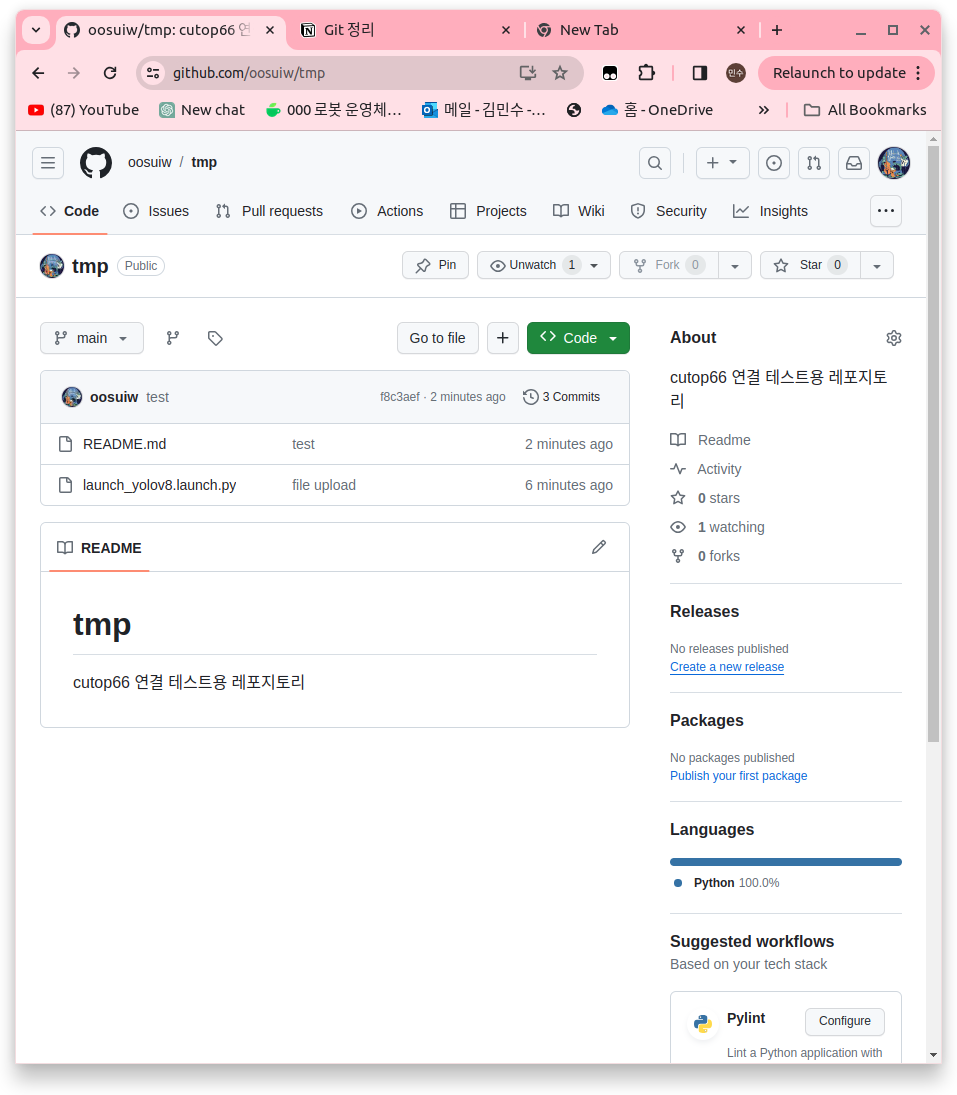 oosuiw/tmp: cutop66 연
Git 정리
New Tab
github.com/oosuiw/tmp
민수
Relaunch to update
(87) YouTube
New chat
000 로봇 운영체…
메일 - 김민수 -…
홈 - OneDrive
»
All Bookmarks
oosuiw / tmp
Code
Issues
Pull requests
Actions
Projects
Wiki
Security
Insights
tmp
Public
Pin
Unwatch 1
Fork 0
Star 0
main
Go to file
Code
oosuiw test
f8c3aef · 2 minutes ago
3 Commits
README.md test 2 minutes ago
launch_yolov8.launch.py file upload 6 minutes ago
README
tmp
cutop66 연결 테스트용 레포지토리
About
cutop66 연결 테스트용 레포지토
리
Readme
Activity
0 stars
1 watching
0 forks
Releases
No releases published
Create a new release
Packages
No packages published
Publish your first package
Languages
Python 100.0%
Suggested workflows
Based on your tech stack
Pylint
Configure
Lint a Python application with